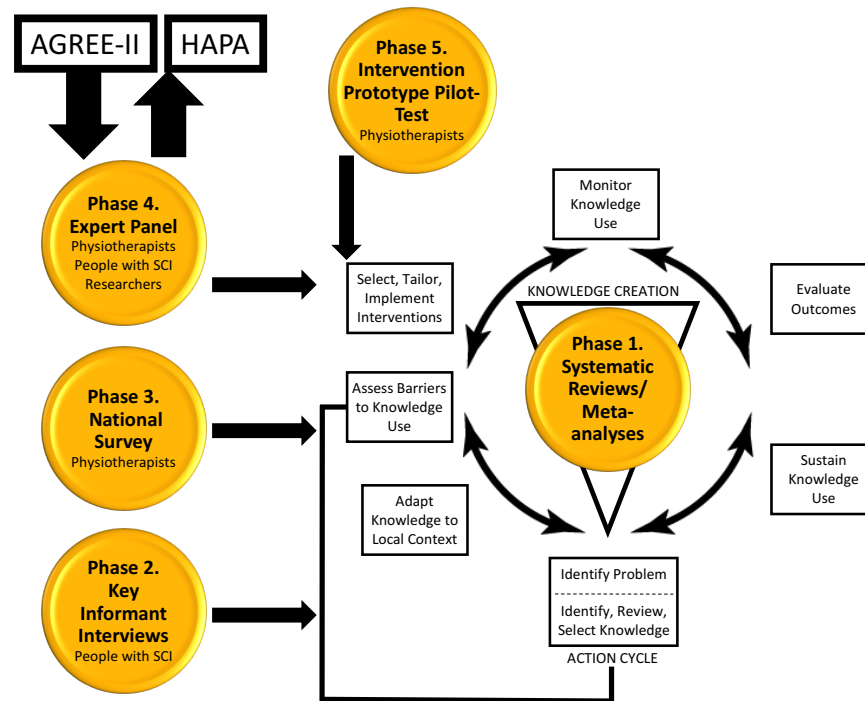 AGREE-II
HAPA
Phase 5.
Intervention
Prototype Pilot-
Test
Physiotherapists
Phase 4.
Expert Panel
Physiotherapists
People with SCI
Researchers
Monitor
Knowledge
Use
Select, Tailor,
Implement
Interventions
KNOWLEDGE CREATION
Evaluate
Outcomes
Phase 1.
Systematic
Reviews/
Meta-
analyses
Phase 3.
National
Survey
Physiotherapists
Assess Barriers
to Knowledge
Use
Sustain
Knowledge
Use
Adapt
Knowledge to
Local Context
Phase 2.
Key
Informant
Interviews
People with SCI
Identify Problem
Identify, Review,
Select Knowledge
ACTION CYCLE